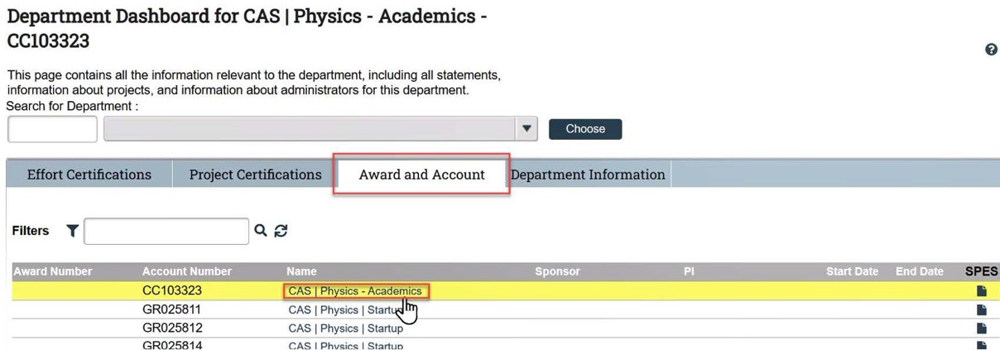 Department Dashboard for CAS | Physics - Academics -
CC103323
This page contains all the information relevant to the department, including all statements,
information about projects, and information about administrators for this department.
Search for Department :
Choose
Effort Certifications Project Certifications Award and Account Department Information
Filters
Award Number Account Number Name Sponsor PI Start Date End Date SPES
CC103323 CAS | Physics - Academics
GR025811 CAS | Physics | Startup
GR025812 CAS | Physics | Startup
GR025814 CAS | Physics | Startup